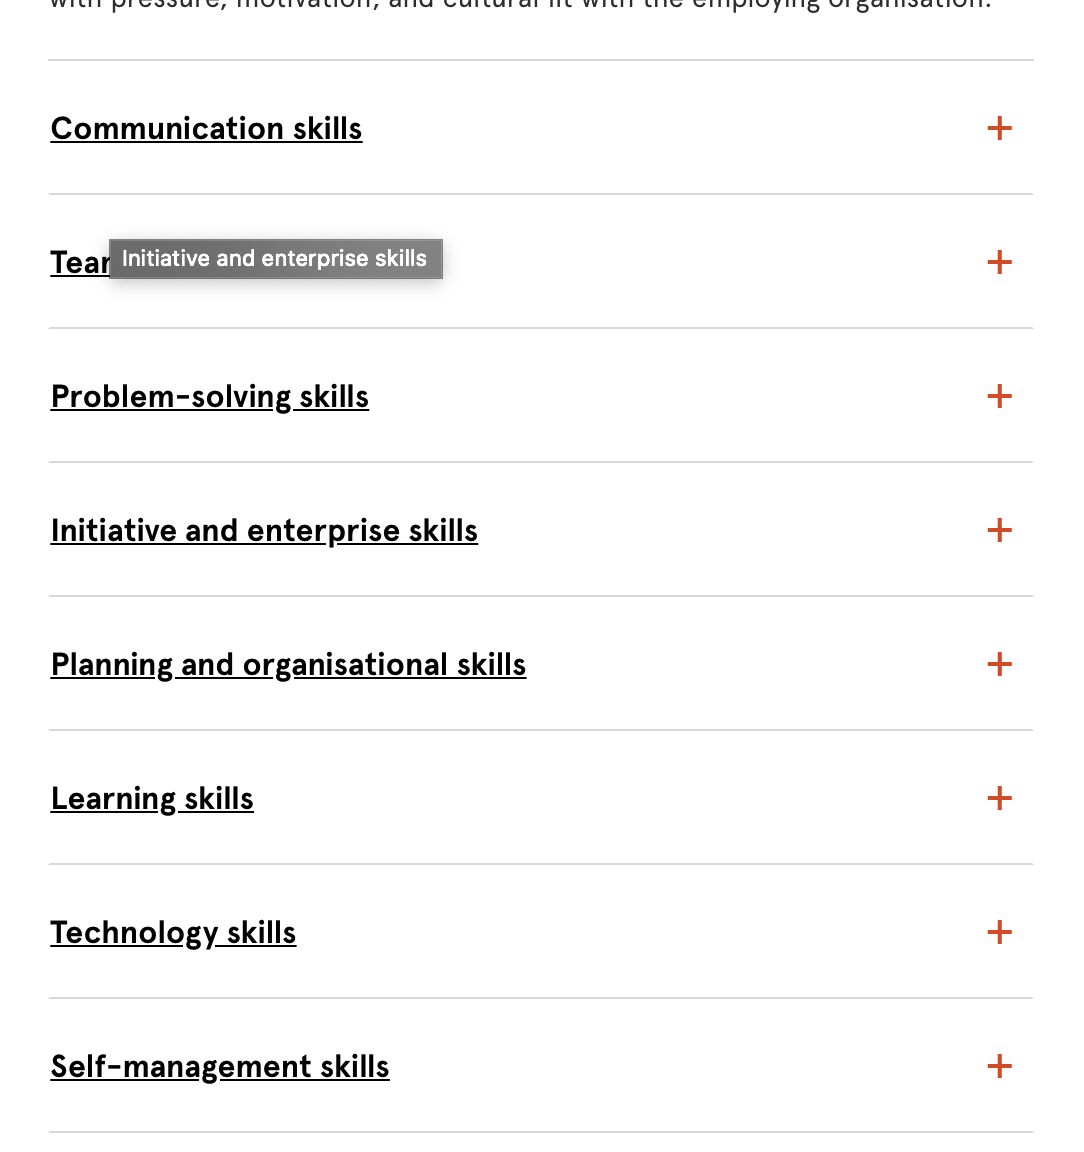 with pressure, motivation, and cultural fit with the employing organisation.
Communication skills
Initiative and enterprise skills
Problem-solving skills
Initiative and enterprise skills
Planning and organisational skills
Learning skills
Technology skills
Self-management skills